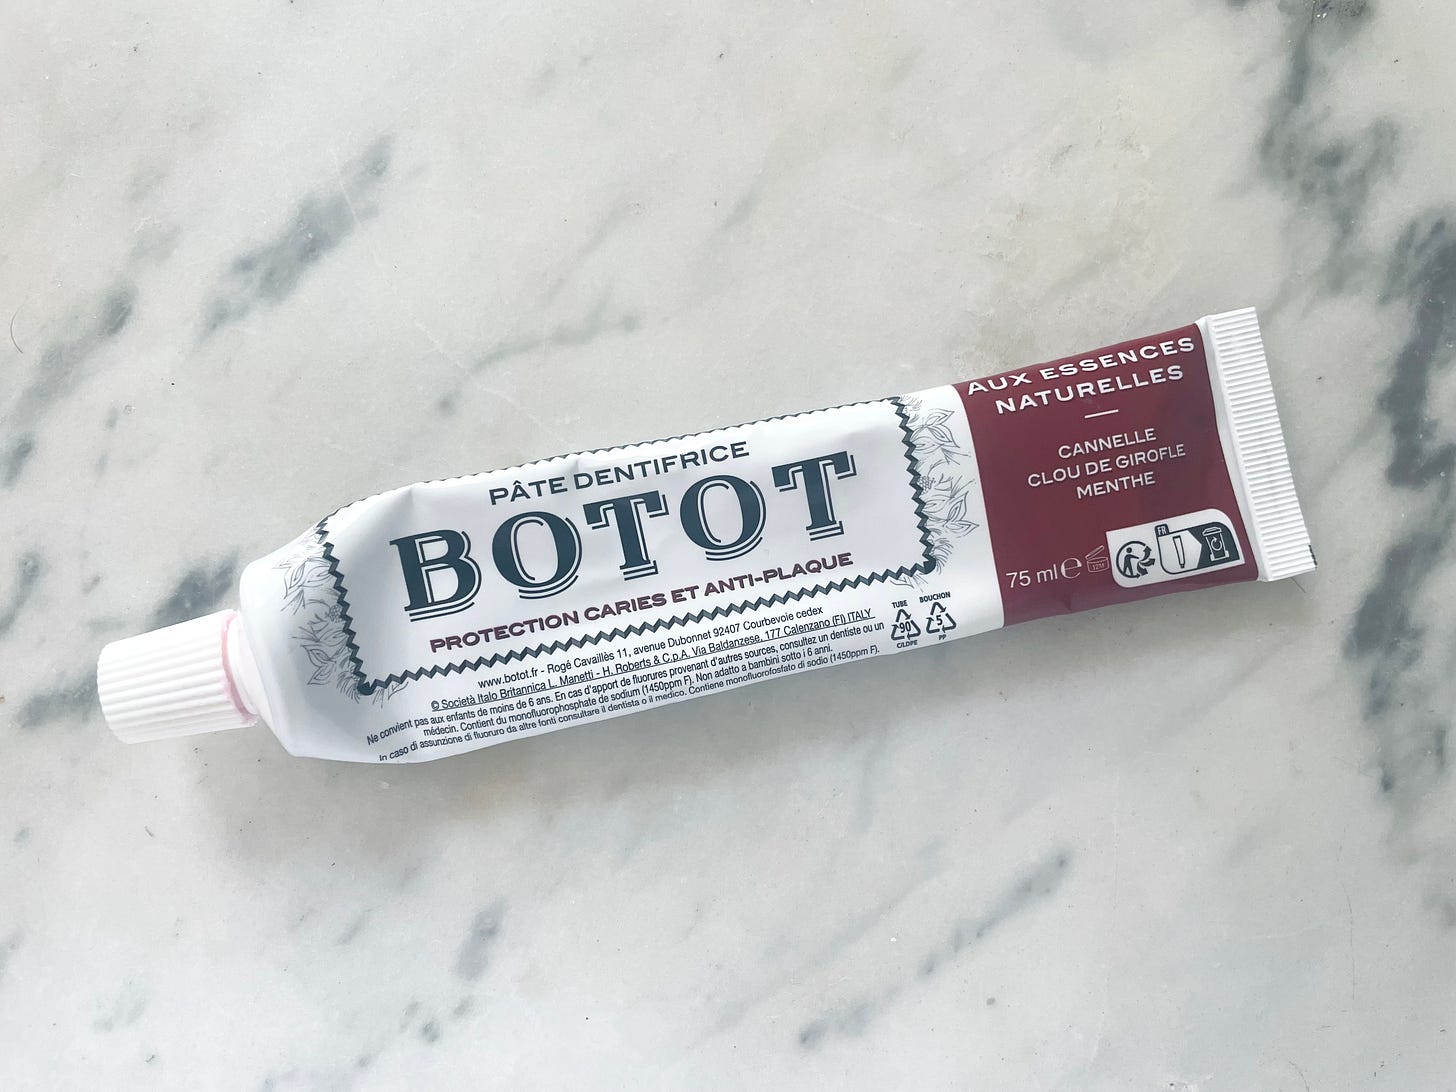 PÂTE DENTIFRICE
BOTOT
PROTECTION CARIES ET ANTI-PLAQUE
www.botot.fr - Rogé Cavaillès 11, avenue Dubonnet 92407 Courbevoie cedex
© Società Italo Britannica L. Manetti - H. Roberts & C.p.A. Via Baldanzese, 177 Calenzano (FI) ITALY
Ne convient pas aux enfants de moins de 6 ans. En cas d'apport de fluorures provenant d'autres sources, consultez un dentiste ou un
médecin. Contient du monofluorophosphate de sodium (1450ppm F). Non adatto a bambini sotto i 6 anni.
In caso di assunzione di fluoruro da altre fonti consultare il dentista o il medico. Contiene monofluorofosfato di sodio (1450ppm F).
TUBE
90
C/LDPE
BOUCHON
5
PP
AUX ESSENCES
NATURELLES
CANNELLE
CLOU DE GIROFLE
MENTHE
75 ml e
12M
FR